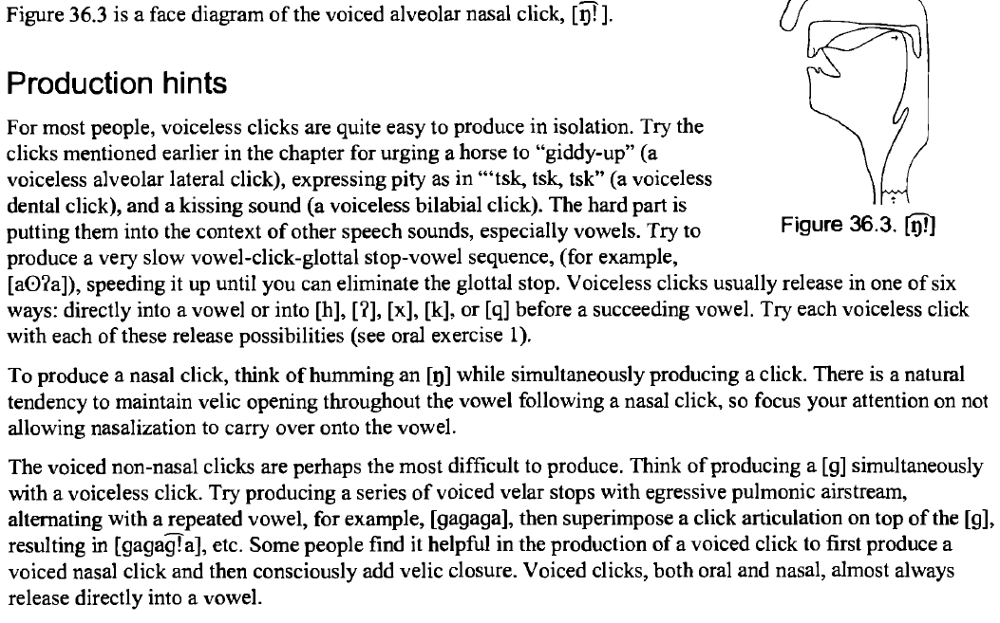 Figure 36.3 is a face diagram of the voiced alveolar nasal click, [ŋ͡!].
Production hints
For most people, voiceless clicks are quite easy to produce in isolation. Try the
clicks mentioned earlier in the chapter for urging a horse to “giddy-up” (a
voiceless alveolar lateral click), expressing pity as in “‘tsk, tsk, tsk” (a voiceless
dental click), and a kissing sound (a voiceless bilabial click). The hard part is
putting them into the context of other speech sounds, especially vowels. Try to
produce a very slow vowel-click-glottal stop-vowel sequence, (for example,
[aʘʔa]), speeding it up until you can eliminate the glottal stop. Voiceless clicks usually release in one of six
ways: directly into a vowel or into [h], [ʔ], [x], [k], or [q] before a succeeding vowel. Try each voiceless click
with each of these release possibilities (see oral exercise 1).
Figure 36.3. [ŋ͡!]
To produce a nasal click, think of humming an [ŋ] while simultaneously producing a click. There is a natural
tendency to maintain velic opening throughout the vowel following a nasal click, so focus your attention on not
allowing nasalization to carry over onto the vowel.
The voiced non-nasal clicks are perhaps the most difficult to produce. Think of producing a [g] simultaneously
with a voiceless click. Try producing a series of voiced velar stops with egressive pulmonic airstream,
alternating with a repeated vowel, for example, [gagaga], then superimpose a click articulation on top of the [g],
resulting in [gagag͡!a], etc. Some people find it helpful in the production of a voiced click to first produce a
voiced nasal click and then consciously add velic closure. Voiced clicks, both oral and nasal, almost always
release directly into a vowel.